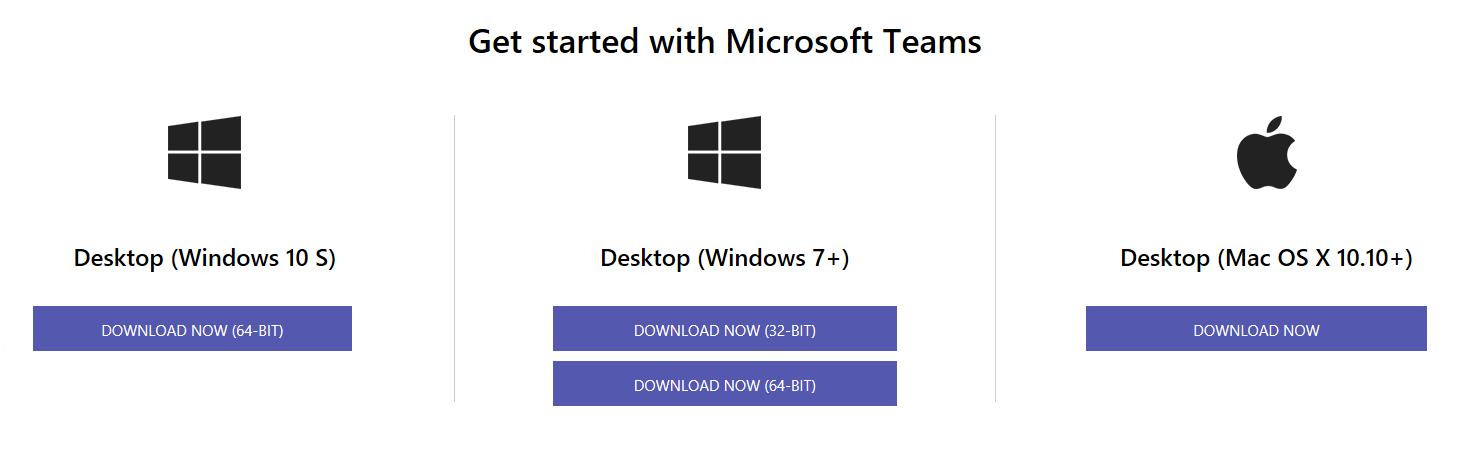 Get started with Microsoft Teams
Desktop (Windows 10 S)
DOWNLOAD NOW (64-BIT)
Desktop (Windows 7+)
DOWNLOAD NOW (32-BIT)
DOWNLOAD NOW (64-BIT)
Desktop (Mac OS X 10.10+)
DOWNLOAD NOW